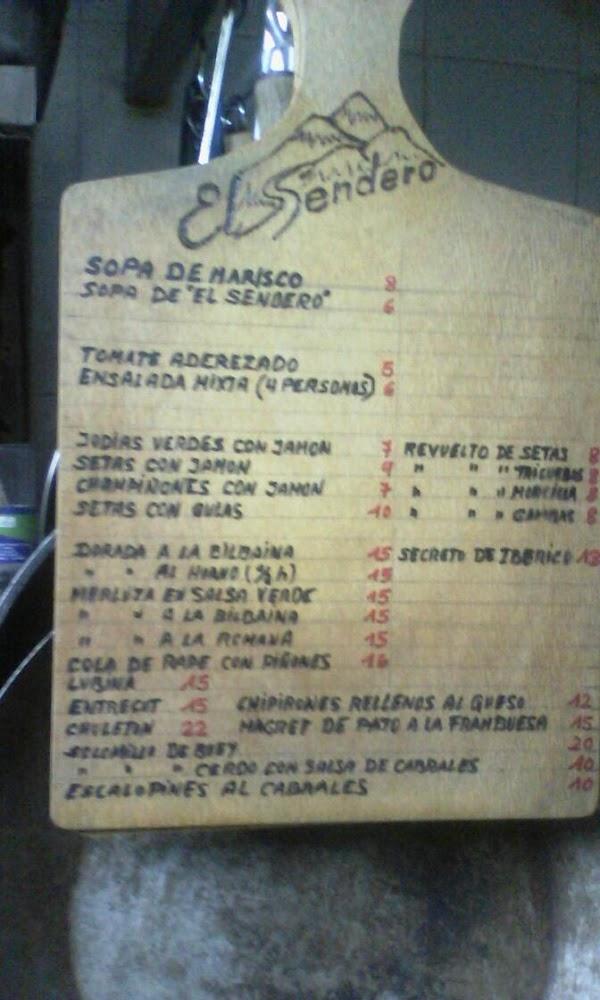 El Sendero
SOPA DE MARISCO 8
SOPA DE "EL SENDERO" 6
TOMATE ADEREZADO 5
ENSALADA MIXTA (4 PERSONAS) 6
JUDIAS VERDES CON JAMON 7 REVUELTO DE SETAS 8
SETAS CON JAMON 9 " " " TRIGUEROS 8
CHAMPIÑONES CON JAMON 7 " " " MORCILLA 8
SETAS CON GULAS 10 " " " GAMBAS 8
DORADA A LA BILBAINA 15 SECRETO DE IBERICO 13
" " AL HORNO (3/4 h) 15
MERLUZA EN SALSA VERDE 15
" " A LA BILBAINA 15
" " A LA ROMANA 15
COLA DE RAPE CON PIÑONES 16
LUBINA 15
ENTRECOT 15 CHIPIRONES RELLENOS AL QUESO 12
CHULETON 22 MAGRET DE PATO A LA FRAMBUESA 15
SOLOMILLO DE BUEY 20
" " " CERDO CON SALSA DE CABRALES 10
ESCALOPINES AL CABRALES 10